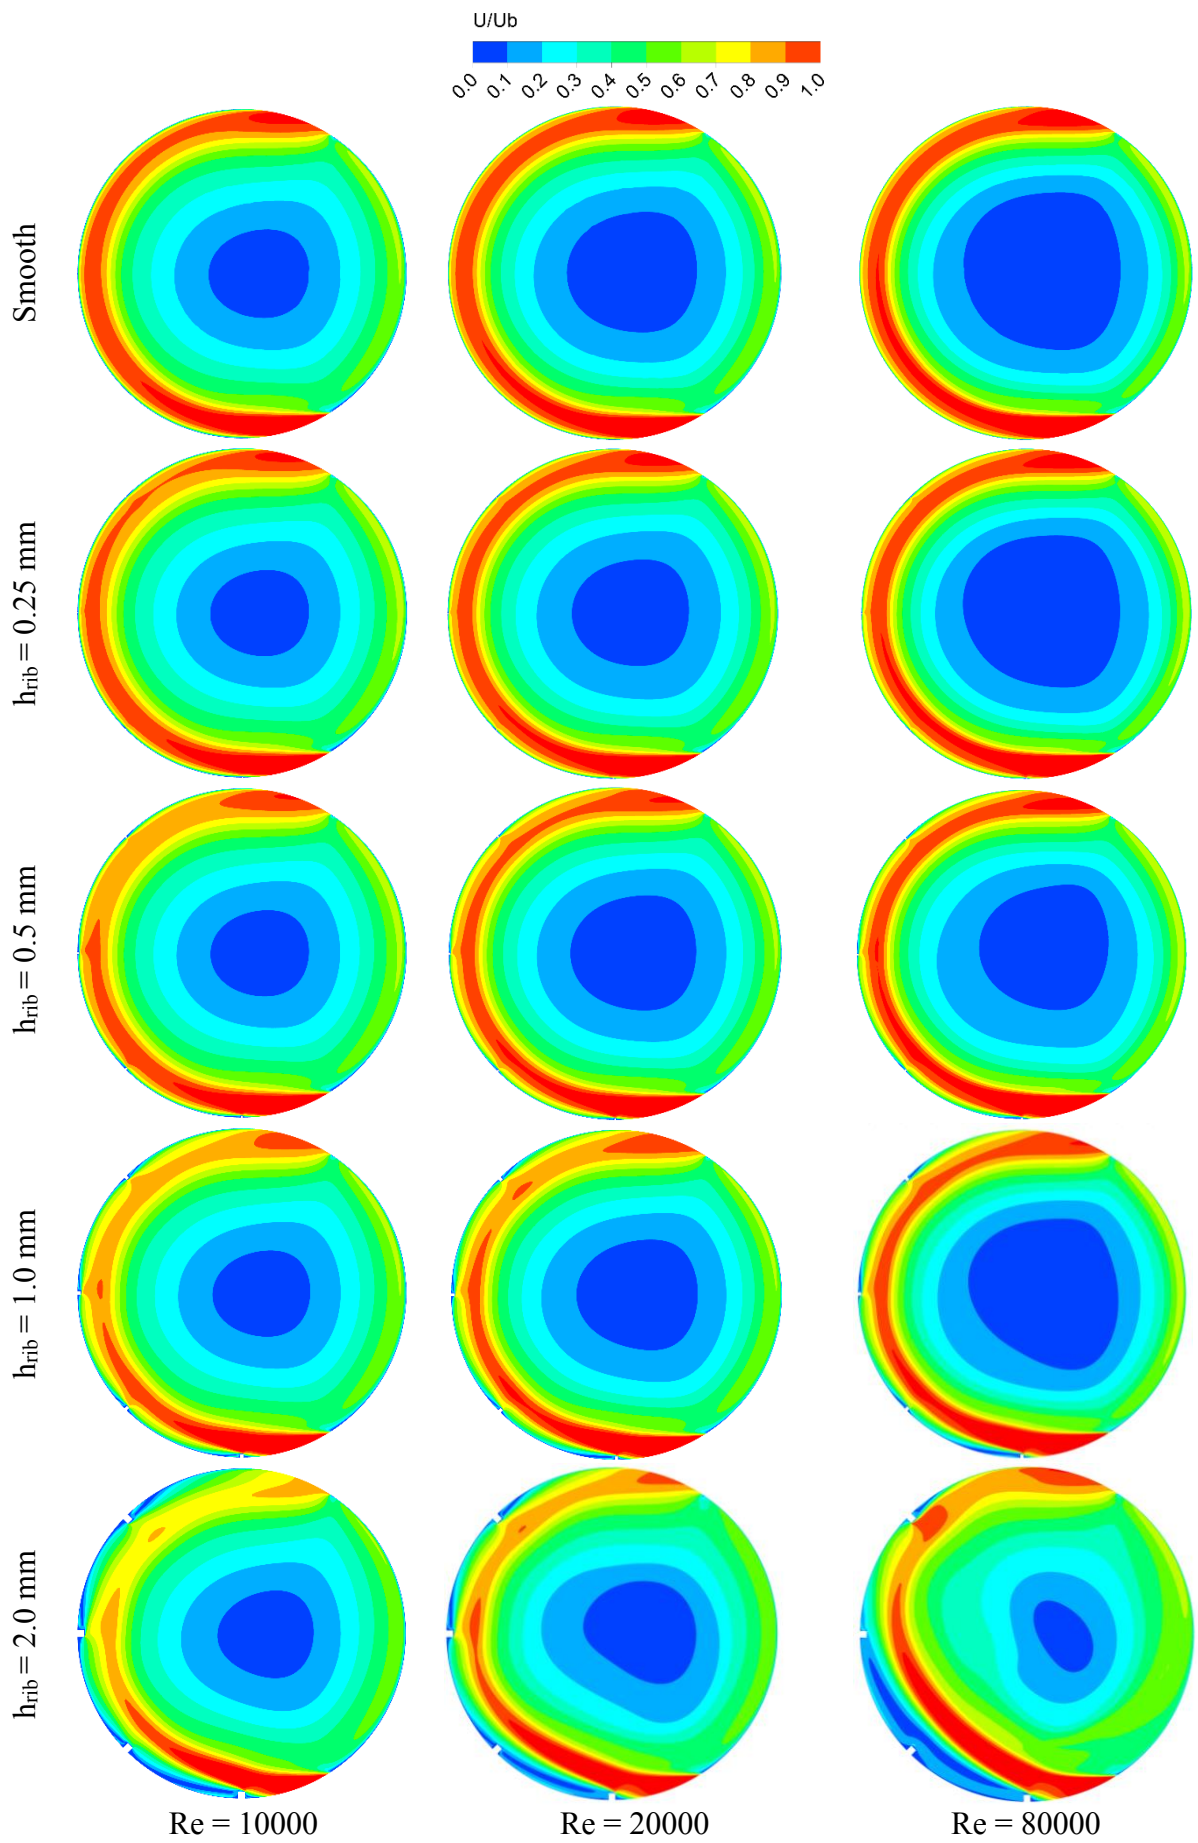 U/Ub
0.0 0.1 0.2 0.3 0.4 0.5 0.6 0.7 0.8 0.9 1.0
Smooth
hrib = 0.25 mm
hrib = 0.5 mm
hrib = 1.0 mm
hrib = 2.0 mm
Re = 10000 Re = 20000 Re = 80000